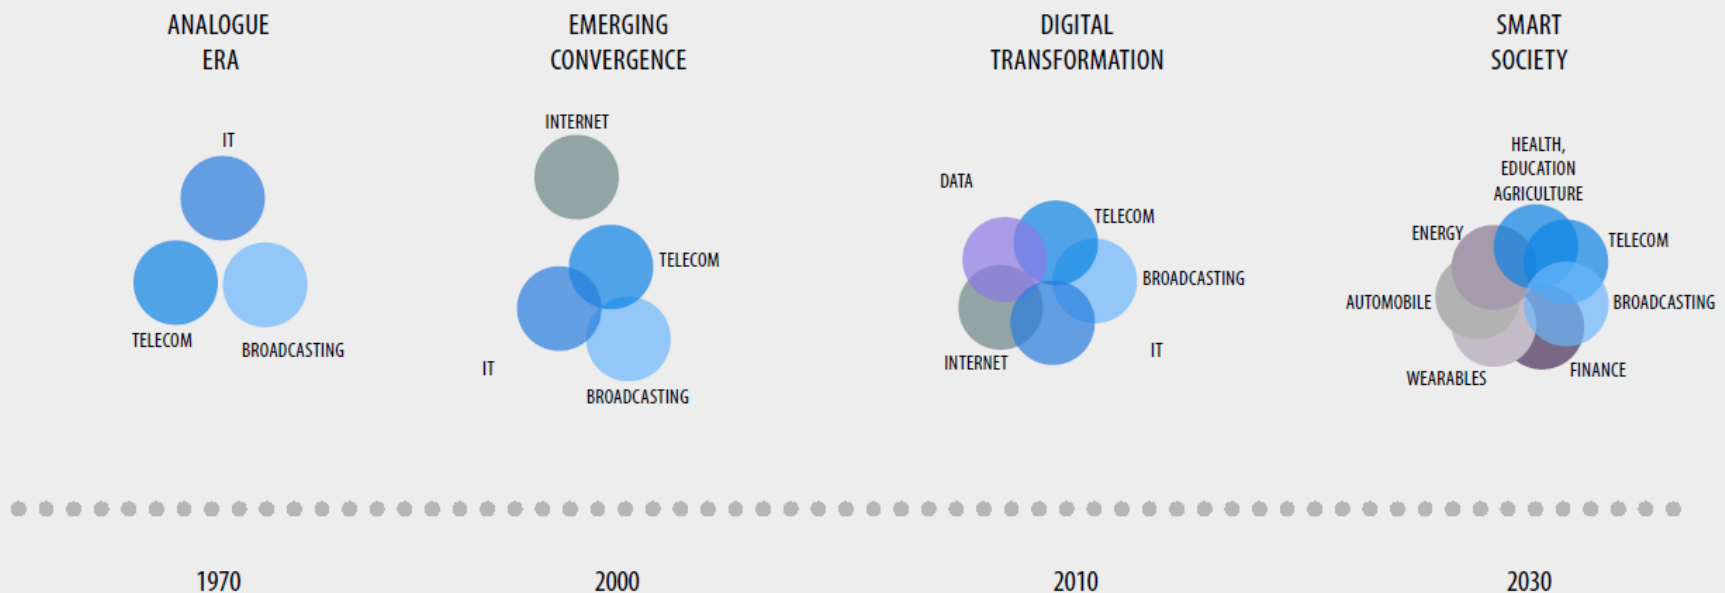 ANALOGUE
ERA
IT
TELECOM
BROADCASTING
EMERGING
CONVERGENCE
INTERNET
TELECOM
IT
BROADCASTING
DIGITAL
TRANSFORMATION
DATA
TELECOM
BROADCASTING
INTERNET
IT
SMART
SOCIETY
HEALTH,
EDUCATION
AGRICULTURE
ENERGY
TELECOM
AUTOMOBILE
BROADCASTING
WEARABLES
FINANCE
1970
2000
2010
2030